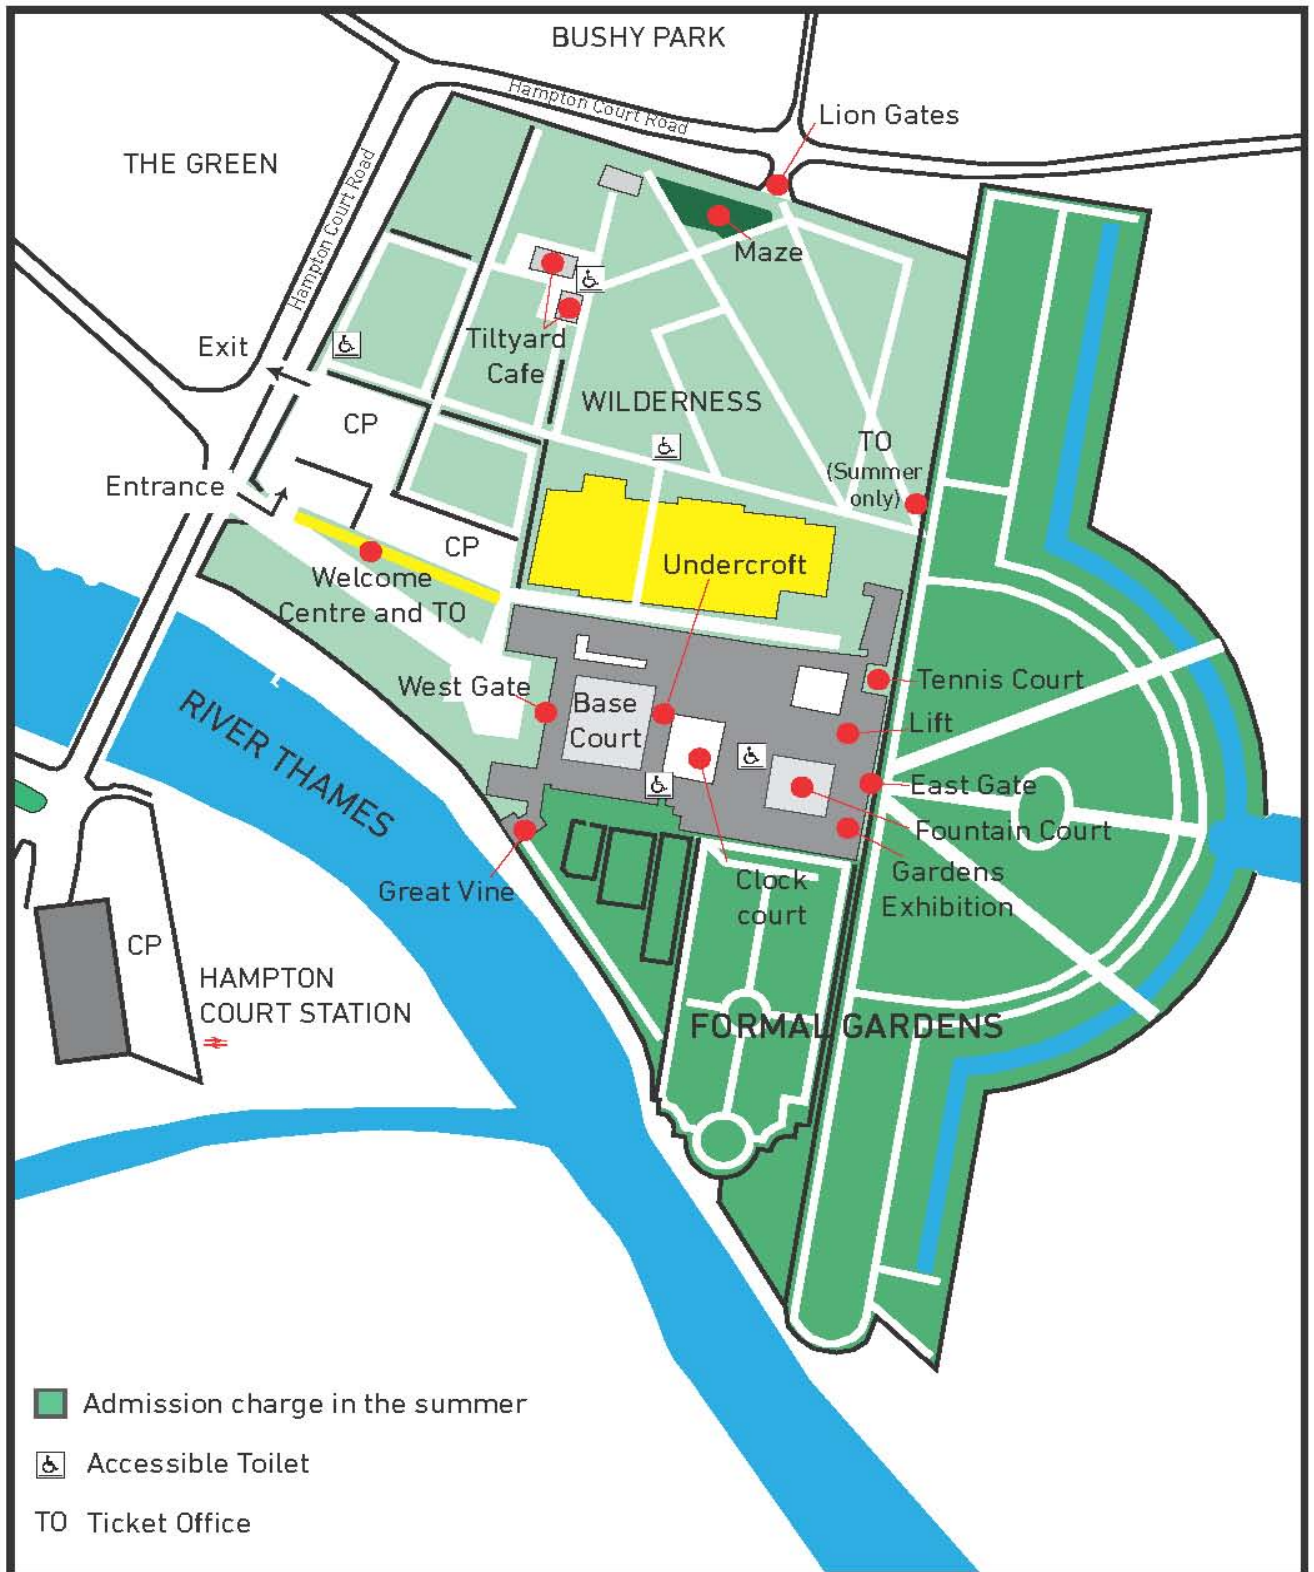 BUSHY PARK
Hampton Court Road
Lion Gates
THE GREEN
Hampton Court Road
Maze
Exit
Tiltyard
Cafe
WILDERNESS
CP
TO
(Summer
only)
Entrance
CP
Undercroft
Welcome
Centre and TO
West Gate
Base
Court
Tennis Court
Lift
RIVER THAMES
East Gate
Fountain Court
Great Vine
Clock
court
Gardens
Exhibition
CP
HAMPTON
COURT STATION
FORMAL GARDENS
Admission charge in the summer
Accessible Toilet
TO Ticket Office